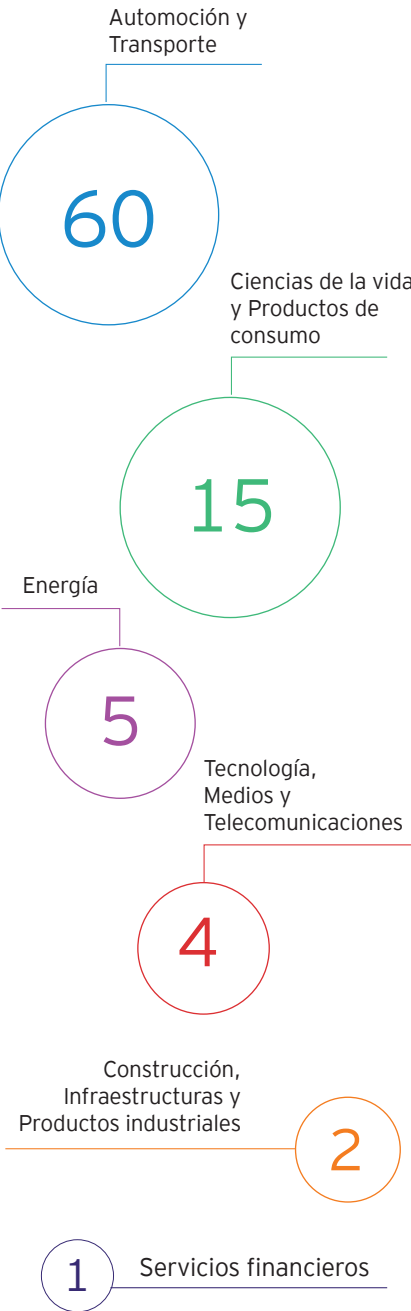 Automoción y
Transporte
60
Ciencias de la vida
y Productos de
consumo
15
Energía
5
Tecnología,
Medios y
Telecomunicaciones
4
Construcción,
Infraestructuras y
Productos industriales
2
1 Servicios financieros